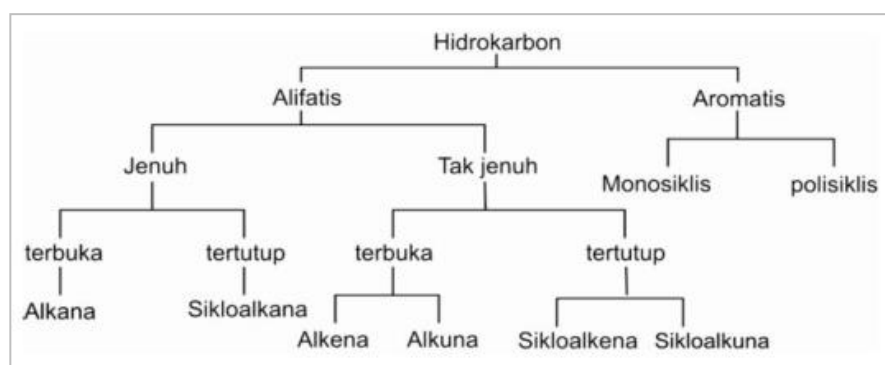 Hidrokarbon
Alifatis Aromatis
Jenuh Tak jenuh Monosiklis polisiklis
terbuka tertutup terbuka tertutup
Alkana Sikloalkana
Alkena Alkuna Sikloalkena Sikloalkuna